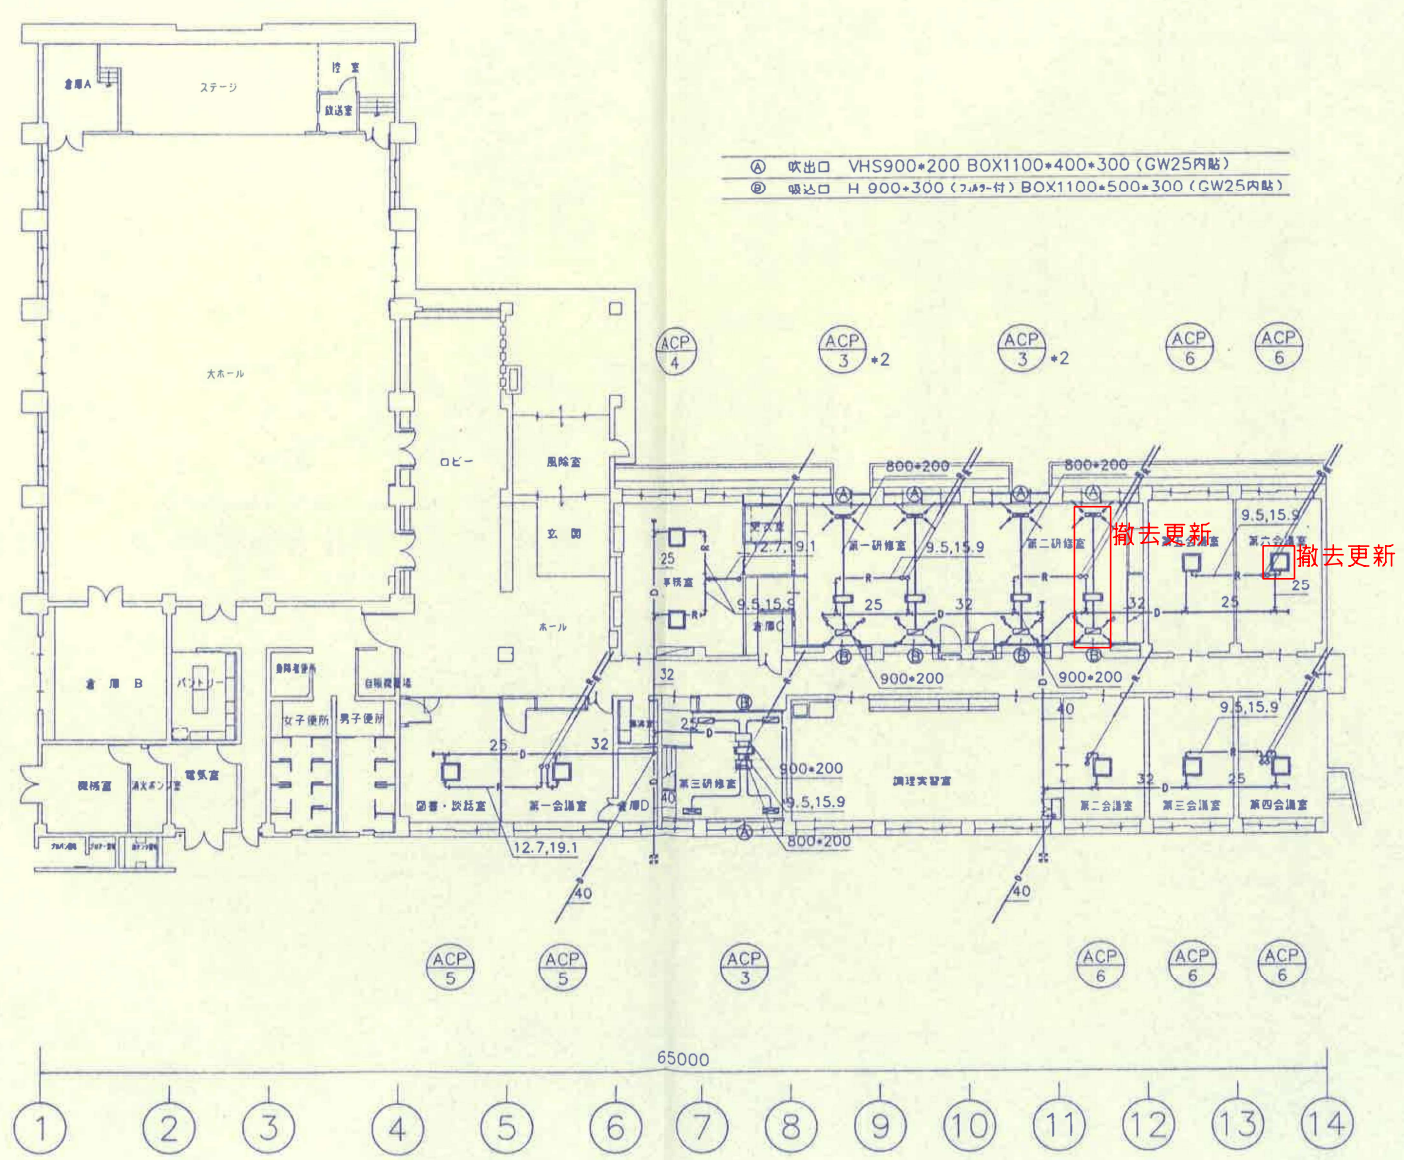 控室
倉庫A
ステージ
放送室
Ⓐ 吹出口 VHS900*200 BOX1100*400*300 (GW25内貼)
Ⓑ 吸込口 H 900*300 (フィルター付) BOX1100*500*300 (GW25内貼)
大ホール
ACP 4
ACP 3 *2
ACP 3 *2
ACP 6
ACP 6
ロビー
風除室
800*200
800*200
A
A
A
A
玄関
12.7,19.1
第一研修室
9.5,15.9
第二研修室
撤去更新
9.5,15.9
第六会議室
撤去更新
25
R
事務室
D
9.5,15.9
R
R
R
R
25
25
D
32
32
D
25
倉庫C
ホール
B
B
B
B
900*200
900*200
32
D
40
倉庫B
パントリー
女子便所
男子便所
B
25
D
9.5,15.9
25
D
32
R
機械室
電気室
900*200
第三研修室
調理実習室
32
D
25
図書・談話室
第一会議室
倉庫D
40
9.5,15.9
第二会議室
第三会議室
第四会議室
12.7,19.1
A
800*200
40
40
ACP 5
ACP 5
ACP 3
ACP 6
ACP 6
ACP 6
65000
1
2
3
4
5
6
7
8
9
10
11
12
13
14